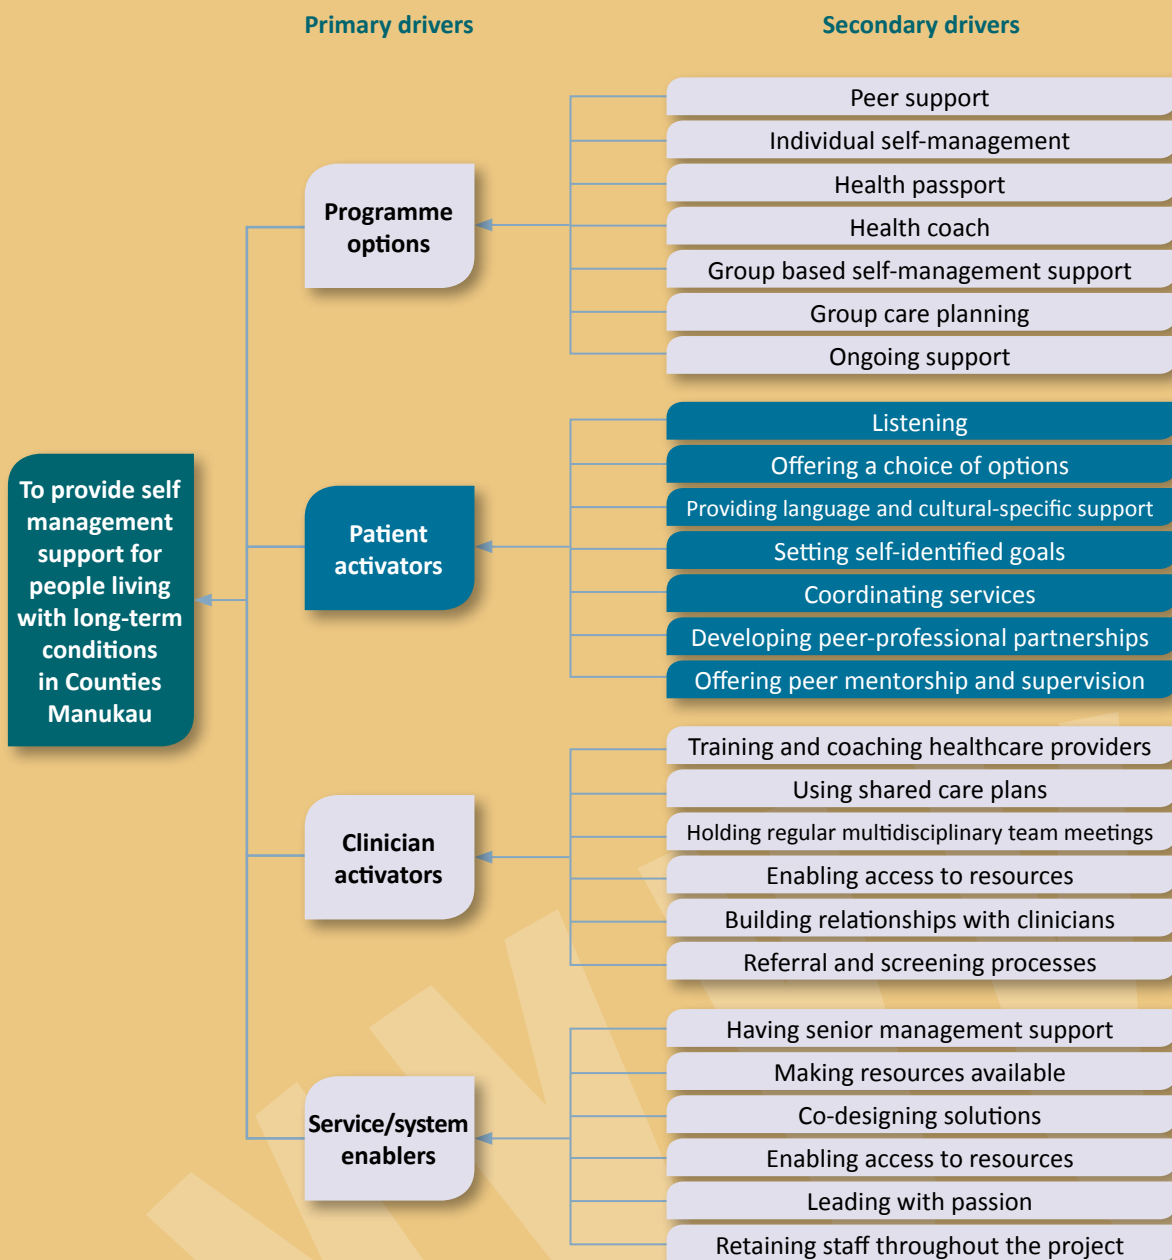 Primary drivers
Secondary drivers
To provide self
management
support for
people living
with long-term
conditions
in Counties
Manukau
Programme
options
Peer support
Individual self-management
Health passport
Health coach
Group based self-management support
Group care planning
Ongoing support
Patient
activators
Listening
Offering a choice of options
Providing language and cultural-specific support
Setting self-identified goals
Coordinating services
Developing peer-professional partnerships
Offering peer mentorship and supervision
Clinician
activators
Training and coaching healthcare providers
Using shared care plans
Holding regular multidisciplinary team meetings
Enabling access to resources
Building relationships with clinicians
Referral and screening processes
Service/system
enablers
Having senior management support
Making resources available
Co-designing solutions
Enabling access to resources
Leading with passion
Retaining staff throughout the project